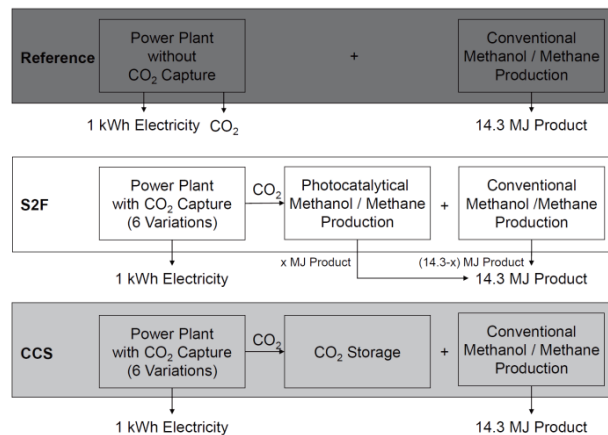 Reference
Power Plant
without
CO₂ Capture
+
Conventional
Methanol / Methane
Production
1 kWh Electricity
CO₂
14.3 MJ Product
S2F
Power Plant
with CO₂ Capture
(6 Variations)
CO₂
Photocatalytical
Methanol / Methane
Production
+
Conventional
Methanol /Methane
Production
x MJ Product
(14.3-x) MJ Product
1 kWh Electricity
14.3 MJ Product
CCS
Power Plant
with CO₂ Capture
(6 Variations)
CO₂
CO₂ Storage
+
Conventional
Methanol / Methane
Production
1 kWh Electricity
14.3 MJ Product